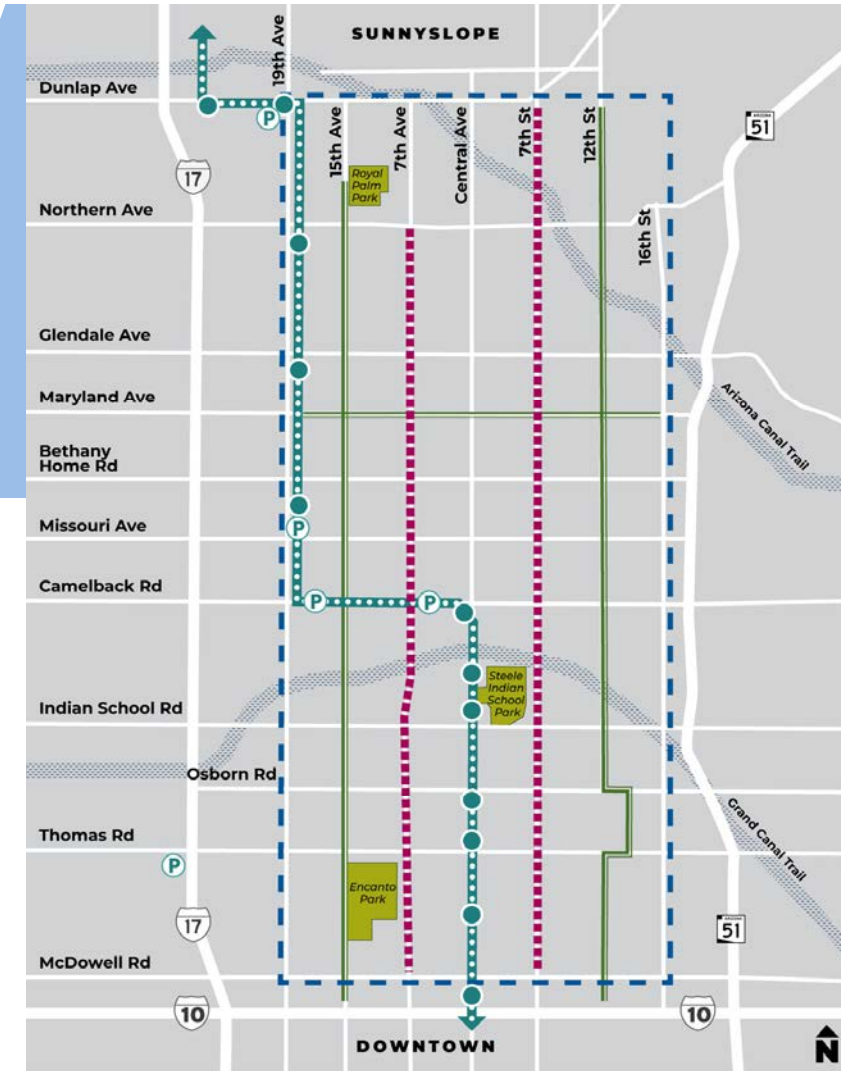 SUNNYSLOPE
19th Ave
Dunlap Ave
P
15th Ave
7th Ave
Central Ave
7th St
12th St
ARIZONA
51
Royal
Palm
Park
17
Northern Ave
16th St
Glendale Ave
Maryland Ave
Arizona Canal Trail
Bethany
Home Rd
Missouri Ave
P
Camelback Rd
P
P
Steele
Indian
School
Park
Indian School Rd
Osborn Rd
Grand Canal Trail
Thomas Rd
P
Encanto
Park
17
ARIZONA
51
McDowell Rd
10
10
DOWNTOWN
N